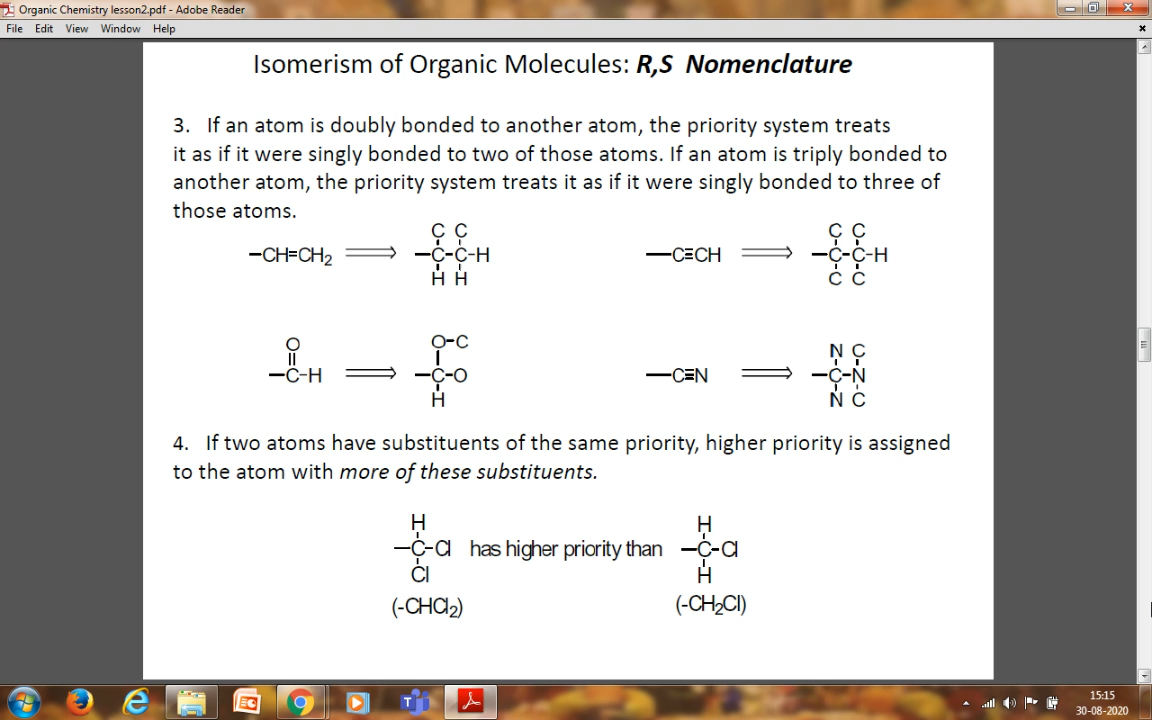 Organic Chemistry lesson2.pdf - Adobe Reader
File Edit View Window Help
Isomerism of Organic Molecules: R,S Nomenclature
3. If an atom is doubly bonded to another atom, the priority system treats
it as if it were singly bonded to two of those atoms. If an atom is triply bonded to
another atom, the priority system treats it as if it were singly bonded to three of
those atoms.
C C C C
–CH=CH2 –C-C-H –C≡CH –C-C-H
H H C C
O O-C N C
–C-H –C-O –C≡N –C-N
H N C
4. If two atoms have substituents of the same priority, higher priority is assigned
to the atom with more of these substituents.
H H
–C-Cl has higher priority than –C-Cl
Cl H
(-CHCl2) (-CH2Cl)
15:15
30-08-2020